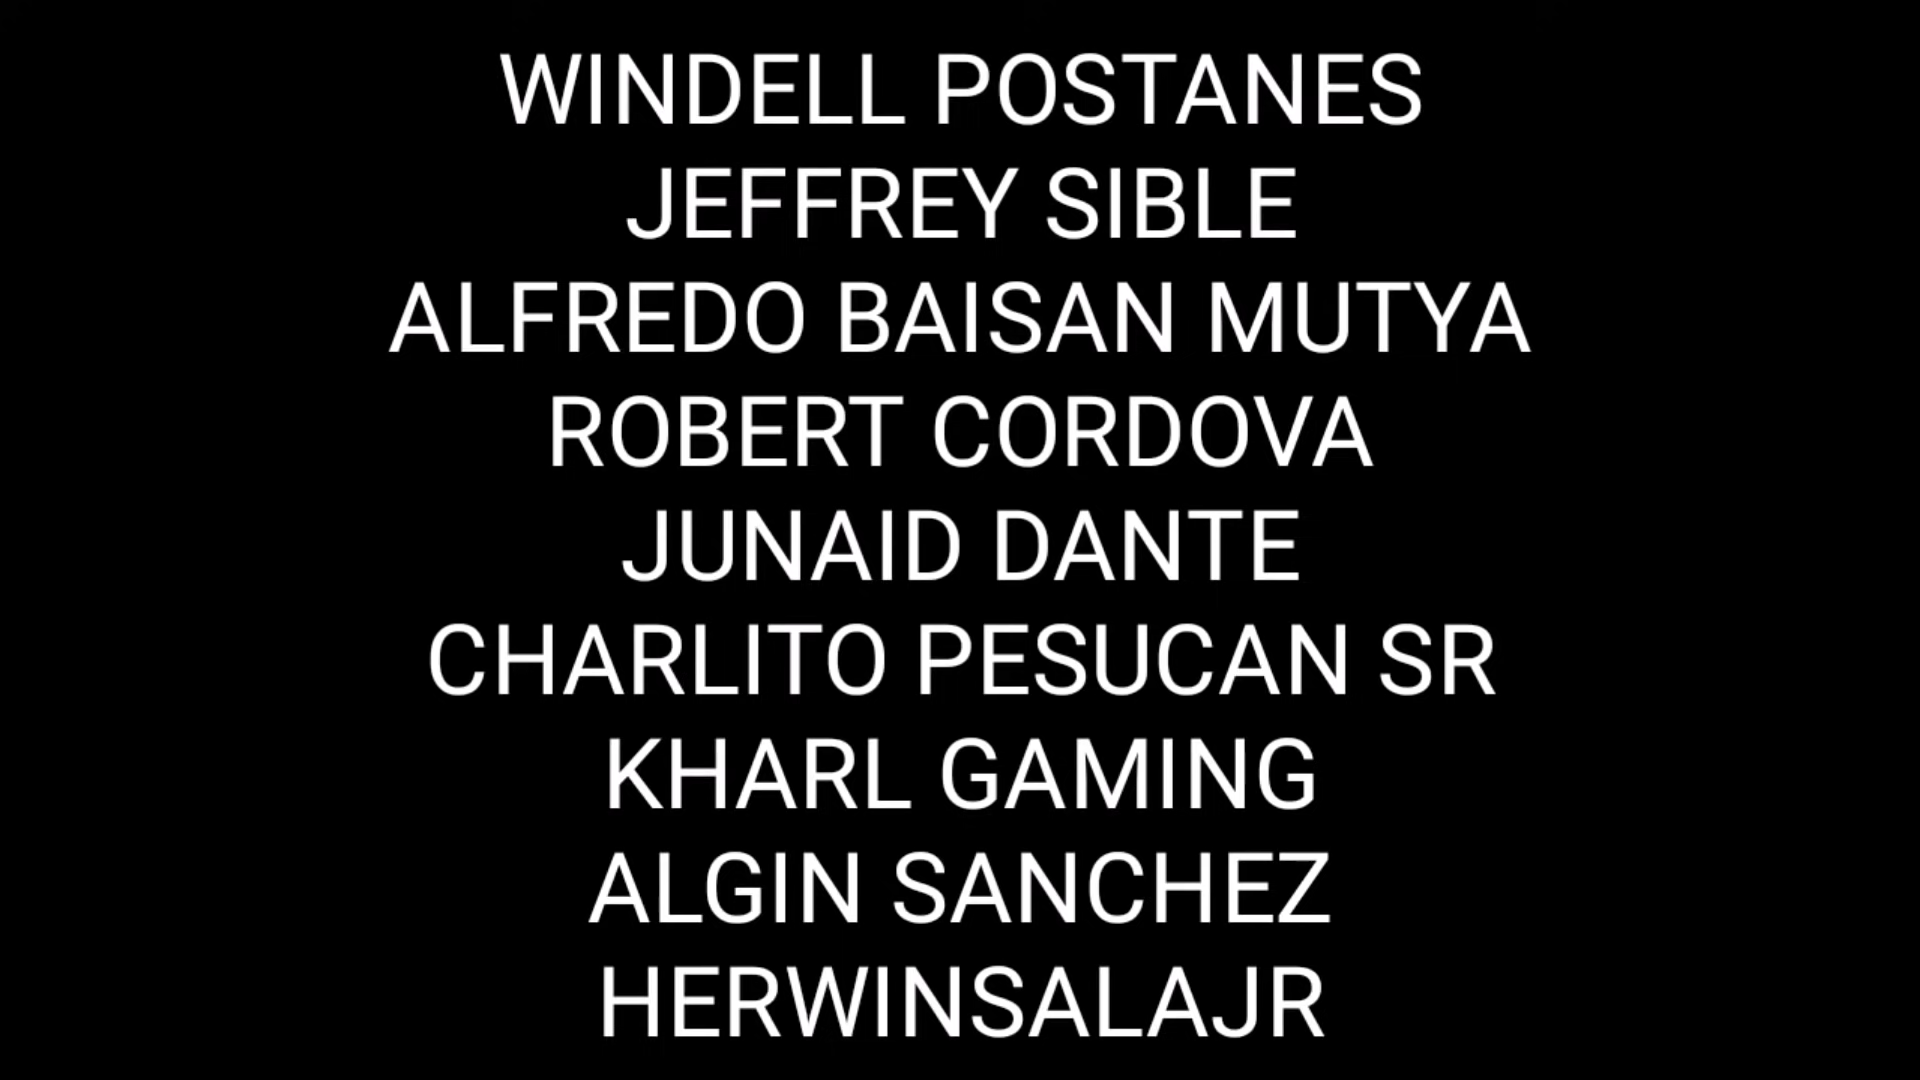 WINDELL POSTANES
JEFFREY SIBLE
ALFREDO BAISAN MUTYA
ROBERT CORDOVA
JUNAID DANTE
CHARLITO PESUCAN SR
KHARL GAMING
ALGIN SANCHEZ
HERWINSALAJR